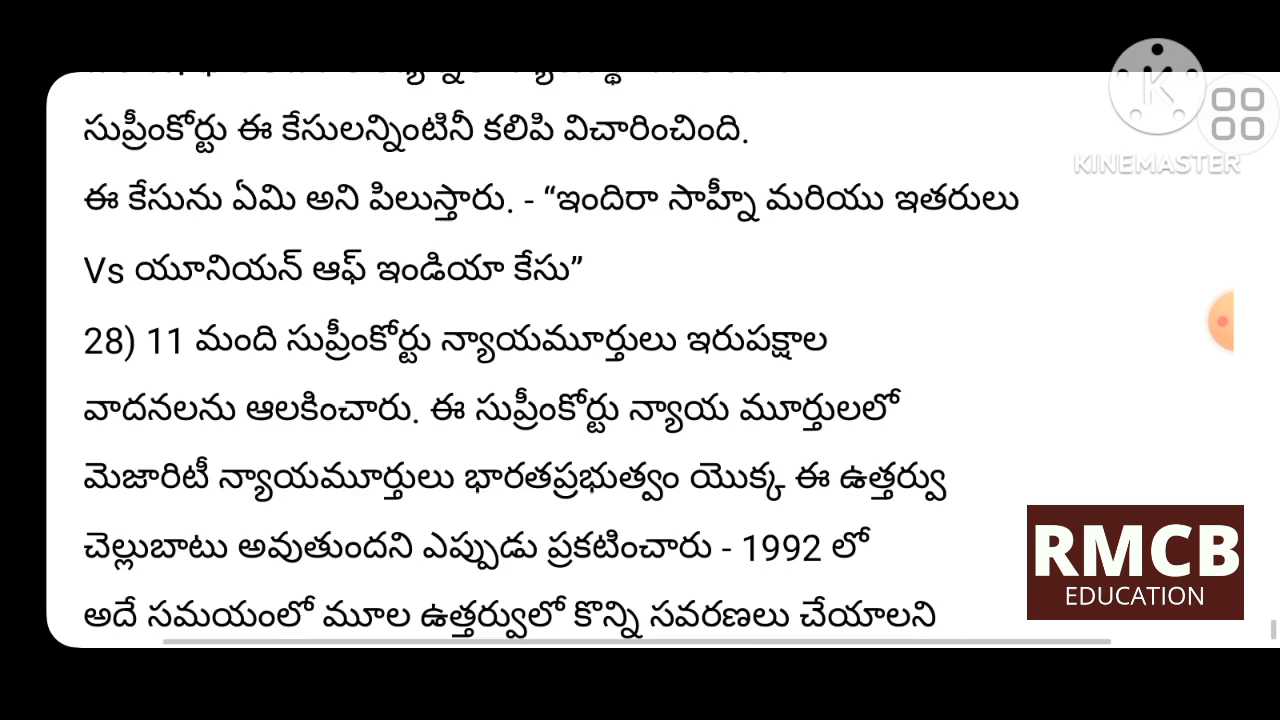 సుప్రీంకోర్టు ఈ కేసులన్నింటినీ కలిపి విచారించింది.
ఈ కేసును ఏమి అని పిలుస్తారు. - “ఇందిరా సాహ్నీ మరియు ఇతరులు
Vs యూనియన్ ఆఫ్ ఇండియా కేసు”
28) 11 మంది సుప్రీంకోర్టు న్యాయమూర్తులు ఇరుపక్షాల
వాదనలను ఆలకించారు. ఈ సుప్రీంకోర్టు న్యాయ మూర్తులలో
మెజారిటీ న్యాయమూర్తులు భారతప్రభుత్వం యొక్క ఈ ఉత్తర్వు
చెల్లుబాటు అవుతుందని ఎప్పుడు ప్రకటించారు - 1992 లో
అదే సమయంలో మూల ఉత్తర్వులో కొన్ని సవరణలు చేయాలని
K
KINEMASTER
RMCB
EDUCATION